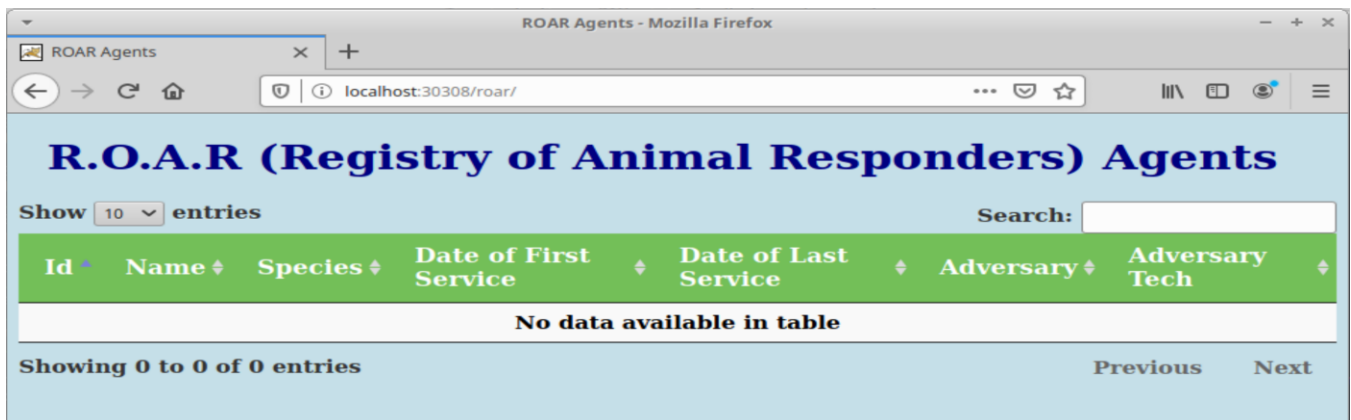 ROAR Agents - Mozilla Firefox
ROAR Agents
localhost:30308/roar/
R.O.A.R (Registry of Animal Responders) Agents
Show 10 entries
Search:
Id Name Species Date of First Service Date of Last Service Adversary Adversary Tech
No data available in table
Showing 0 to 0 of 0 entries
Previous Next